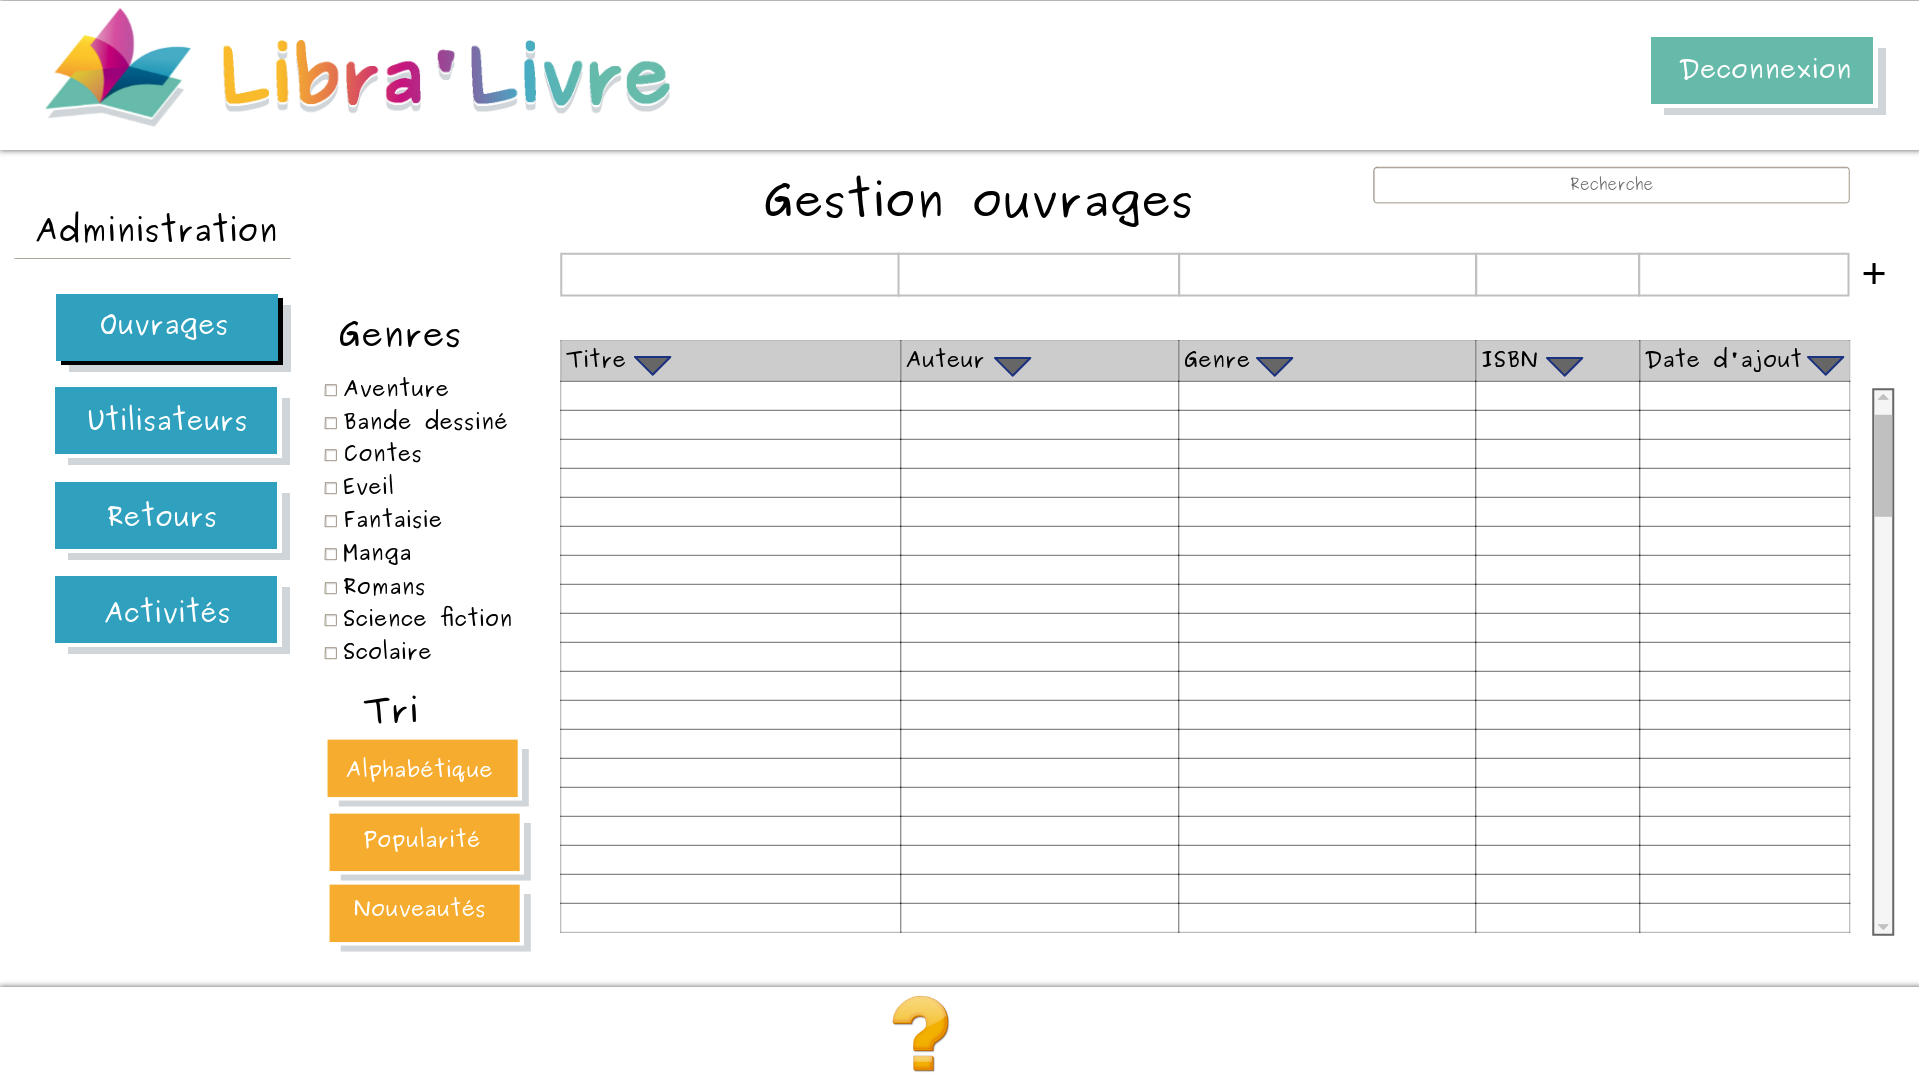 Libra'Livre
Deconnexion
Gestion ouvrages
Recherche
Administration
+
Ouvrages
Utilisateurs
Retours
Activités
Genres
Aventure
Bande dessiné
Contes
Eveil
Fantaisie
Manga
Romans
Science fiction
Scolaire
Tri
Alphabétique
Popularité
Nouveautés
Titre Auteur Genre ISBN Date d'ajout
?